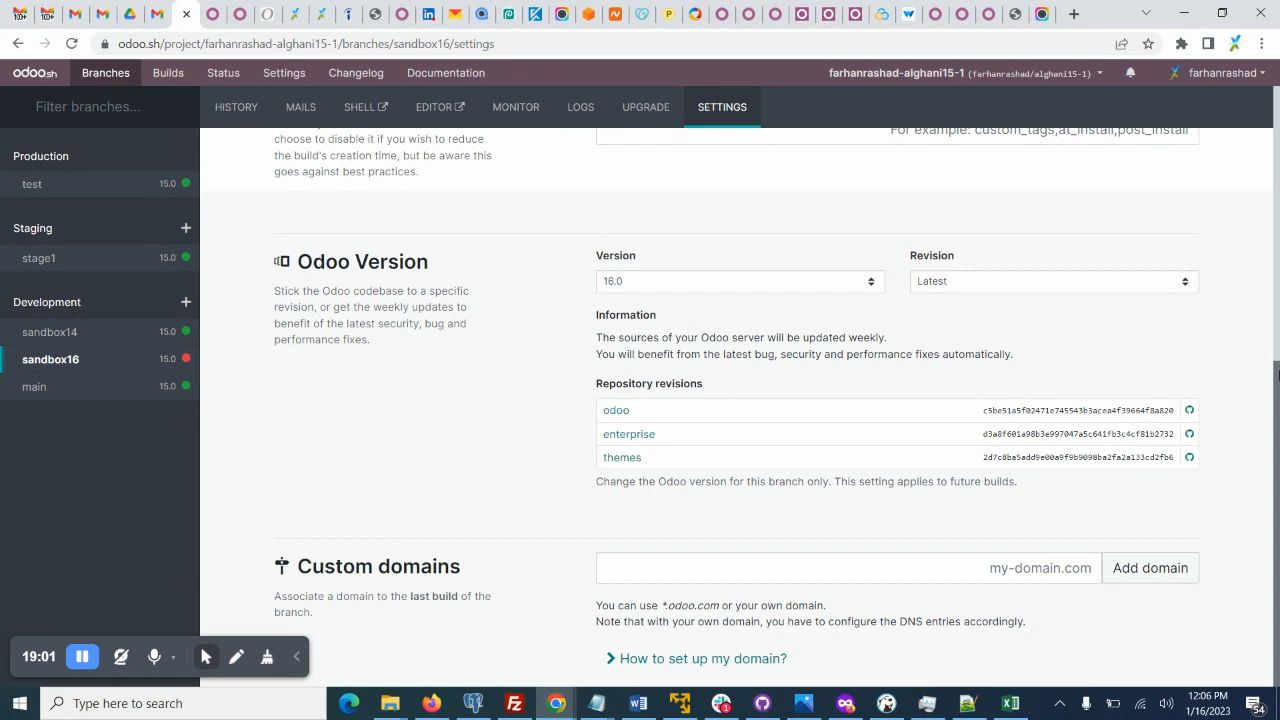 100+
100+
odoo.sh/project/farhanrashad-alghani15-1/branches/sandbox16/settings
odoo.sh
Branches
Builds
Status
Settings
Changelog
Documentation
farhanrashad-alghani15-1 (farhanrashad/alghani15-1)
farhanrashad
Filter branches...
HISTORY
MAILS
SHELL
EDITOR
MONITOR
LOGS
UPGRADE
SETTINGS
Production
test 15.0
Staging
stage1 15.0
Development
sandbox14 15.0
sandbox16 15.0
main 15.0
choose to disable it if you wish to reduce
the build's creation time, but be aware this
goes against best practices.
For example: custom_tags,at_install,post_install
Odoo Version
Stick the Odoo codebase to a specific
revision, or get the weekly updates to
benefit of the latest security, bug and
performance fixes.
Version
16.0
Revision
Latest
Information
The sources of your Odoo server will be updated weekly.
You will benefit from the latest bug, security and performance fixes automatically.
Repository revisions
odoo c5be51a5f02471e745543b3acea4f39664f8a820
enterprise d3a8f601a98b3e997047a5c641fb3c4cf81b2732
themes 2d7c8ba5add9e00a9f9b9098ba2fa2a133cd2fb6
Change the Odoo version for this branch only. This setting applies to future builds.
Custom domains
Associate a domain to the last build of the
branch.
my-domain.com
Add domain
You can use *.odoo.com or your own domain.
Note that with your own domain, you have to configure the DNS entries accordingly.
How to set up my domain?
19:01
Type here to search
12:06 PM
1/16/2023